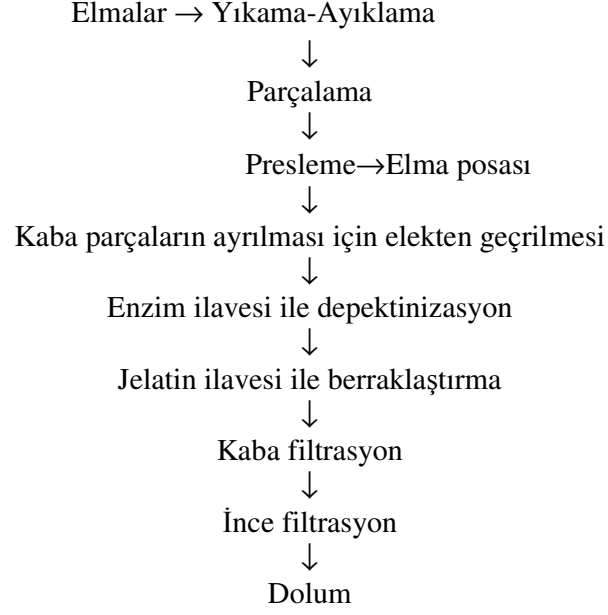 Elmalar → Yıkama-Ayıklama
↓
Parçalama
↓
Presleme→Elma posası
↓
Kaba parçaların ayrılması için elekten geçrilmesi
↓
Enzim ilavesi ile depektinizasyon
↓
Jelatin ilavesi ile berraklaştırma
↓
Kaba filtrasyon
↓
İnce filtrasyon
↓
Dolum